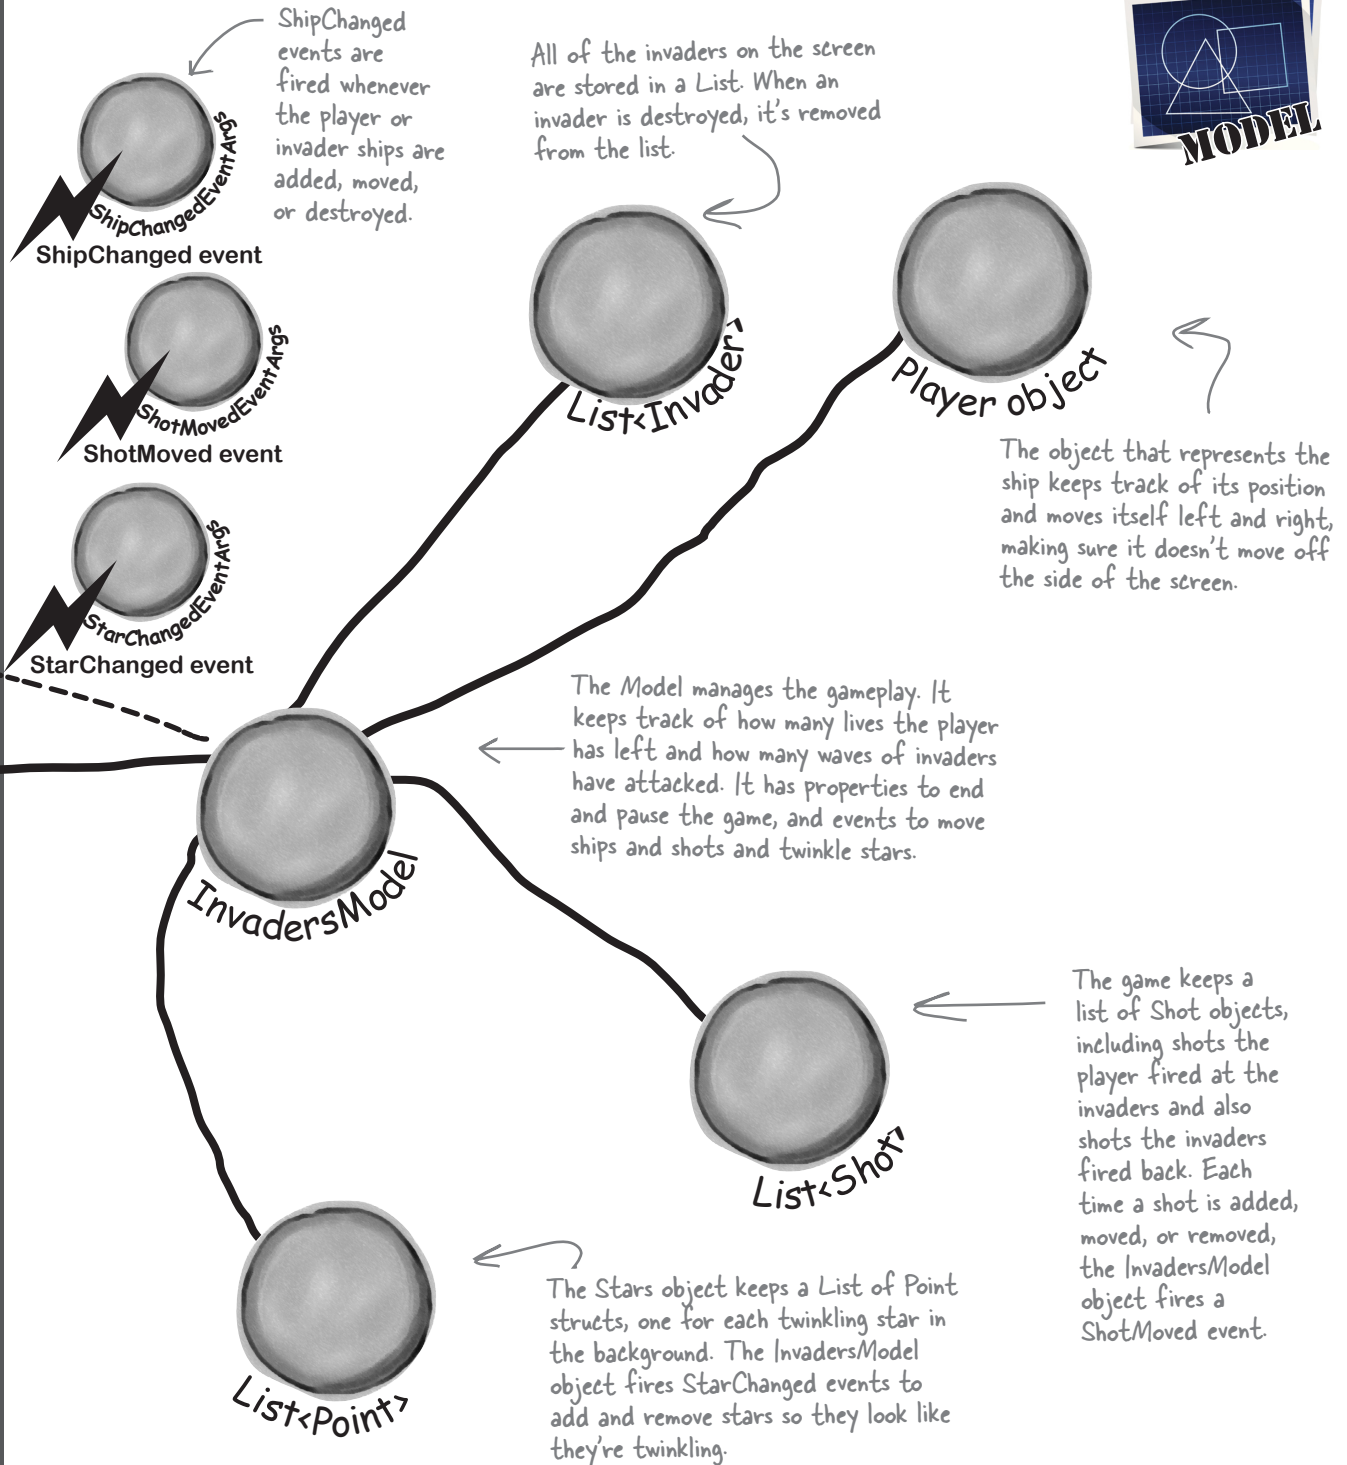 ShipChanged
events are
fired whenever
the player or
invader ships are
added, moved,
or destroyed.
All of the invaders on the screen
are stored in a List. When an
invader is destroyed, it's removed
from the list.
MODEL
ShipChangedEventArgs
ShipChanged event
ShotMovedEventArgs
ShotMoved event
StarChangedEventArgs
StarChanged event
List<Invader>
Player object
The object that represents the
ship keeps track of its position
and moves itself left and right,
making sure it doesn't move off
the side of the screen.
The Model manages the gameplay. It
keeps track of how many lives the player
has left and how many waves of invaders
have attacked. It has properties to end
and pause the game, and events to move
ships and shots and twinkle stars.
InvadersModel
The game keeps a
list of Shot objects,
including shots the
player fired at the
invaders and also
shots the invaders
fired back. Each
time a shot is added,
moved, or removed,
the InvadersModel
object fires a
ShotMoved event.
List<Shot>
The Stars object keeps a List of Point
structs, one for each twinkling star in
the background. The InvadersModel
object fires StarChanged events to
add and remove stars so they look like
they're twinkling.
List<Point>